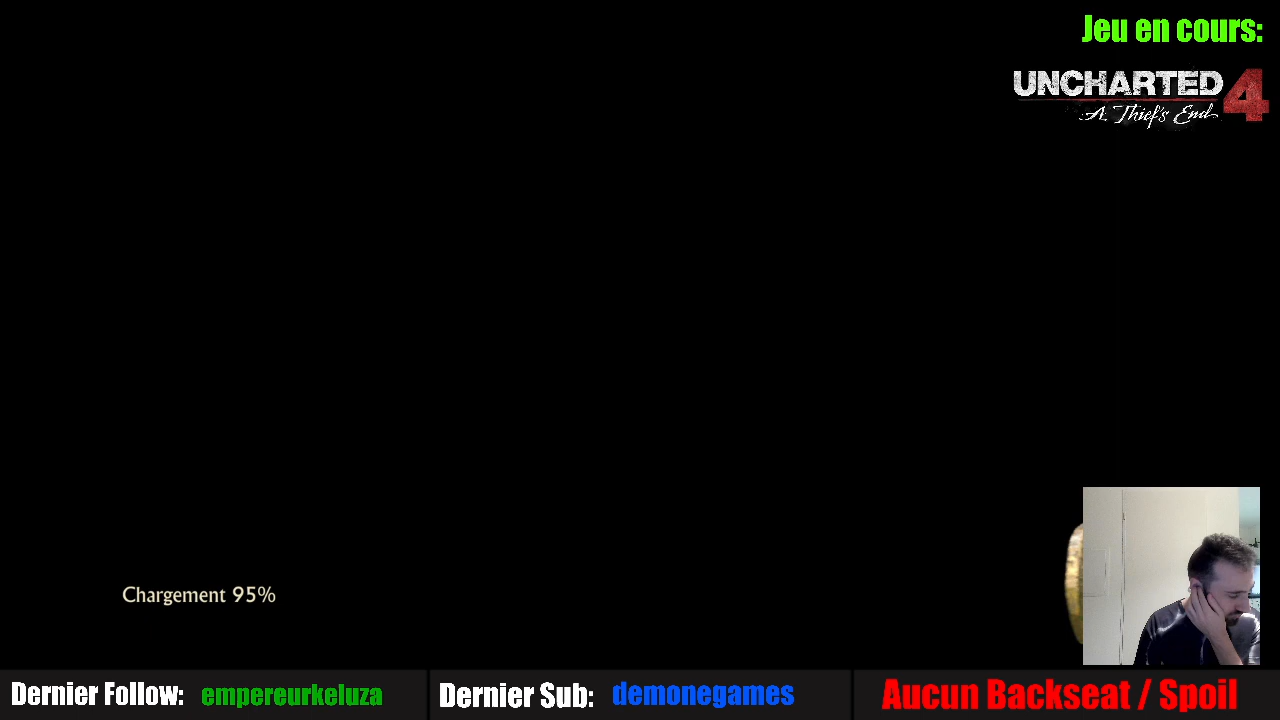 Jeu en cours:
UNCHARTED 4
A Thief's End
Chargement 95%
Dernier Follow: empereurkeluza
Dernier Sub: demonegames
Aucun Backseat / Spoil